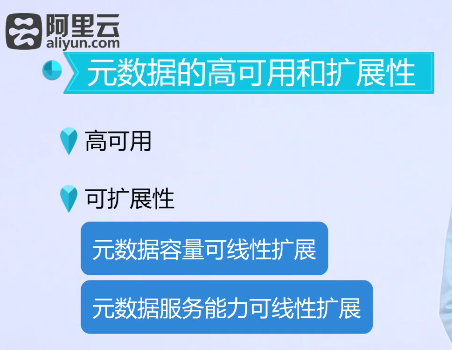 阿里云
aliyun.com
元数据的高可用和扩展性
高可用
可扩展性
元数据容量可线性扩展
元数据服务能力可线性扩展